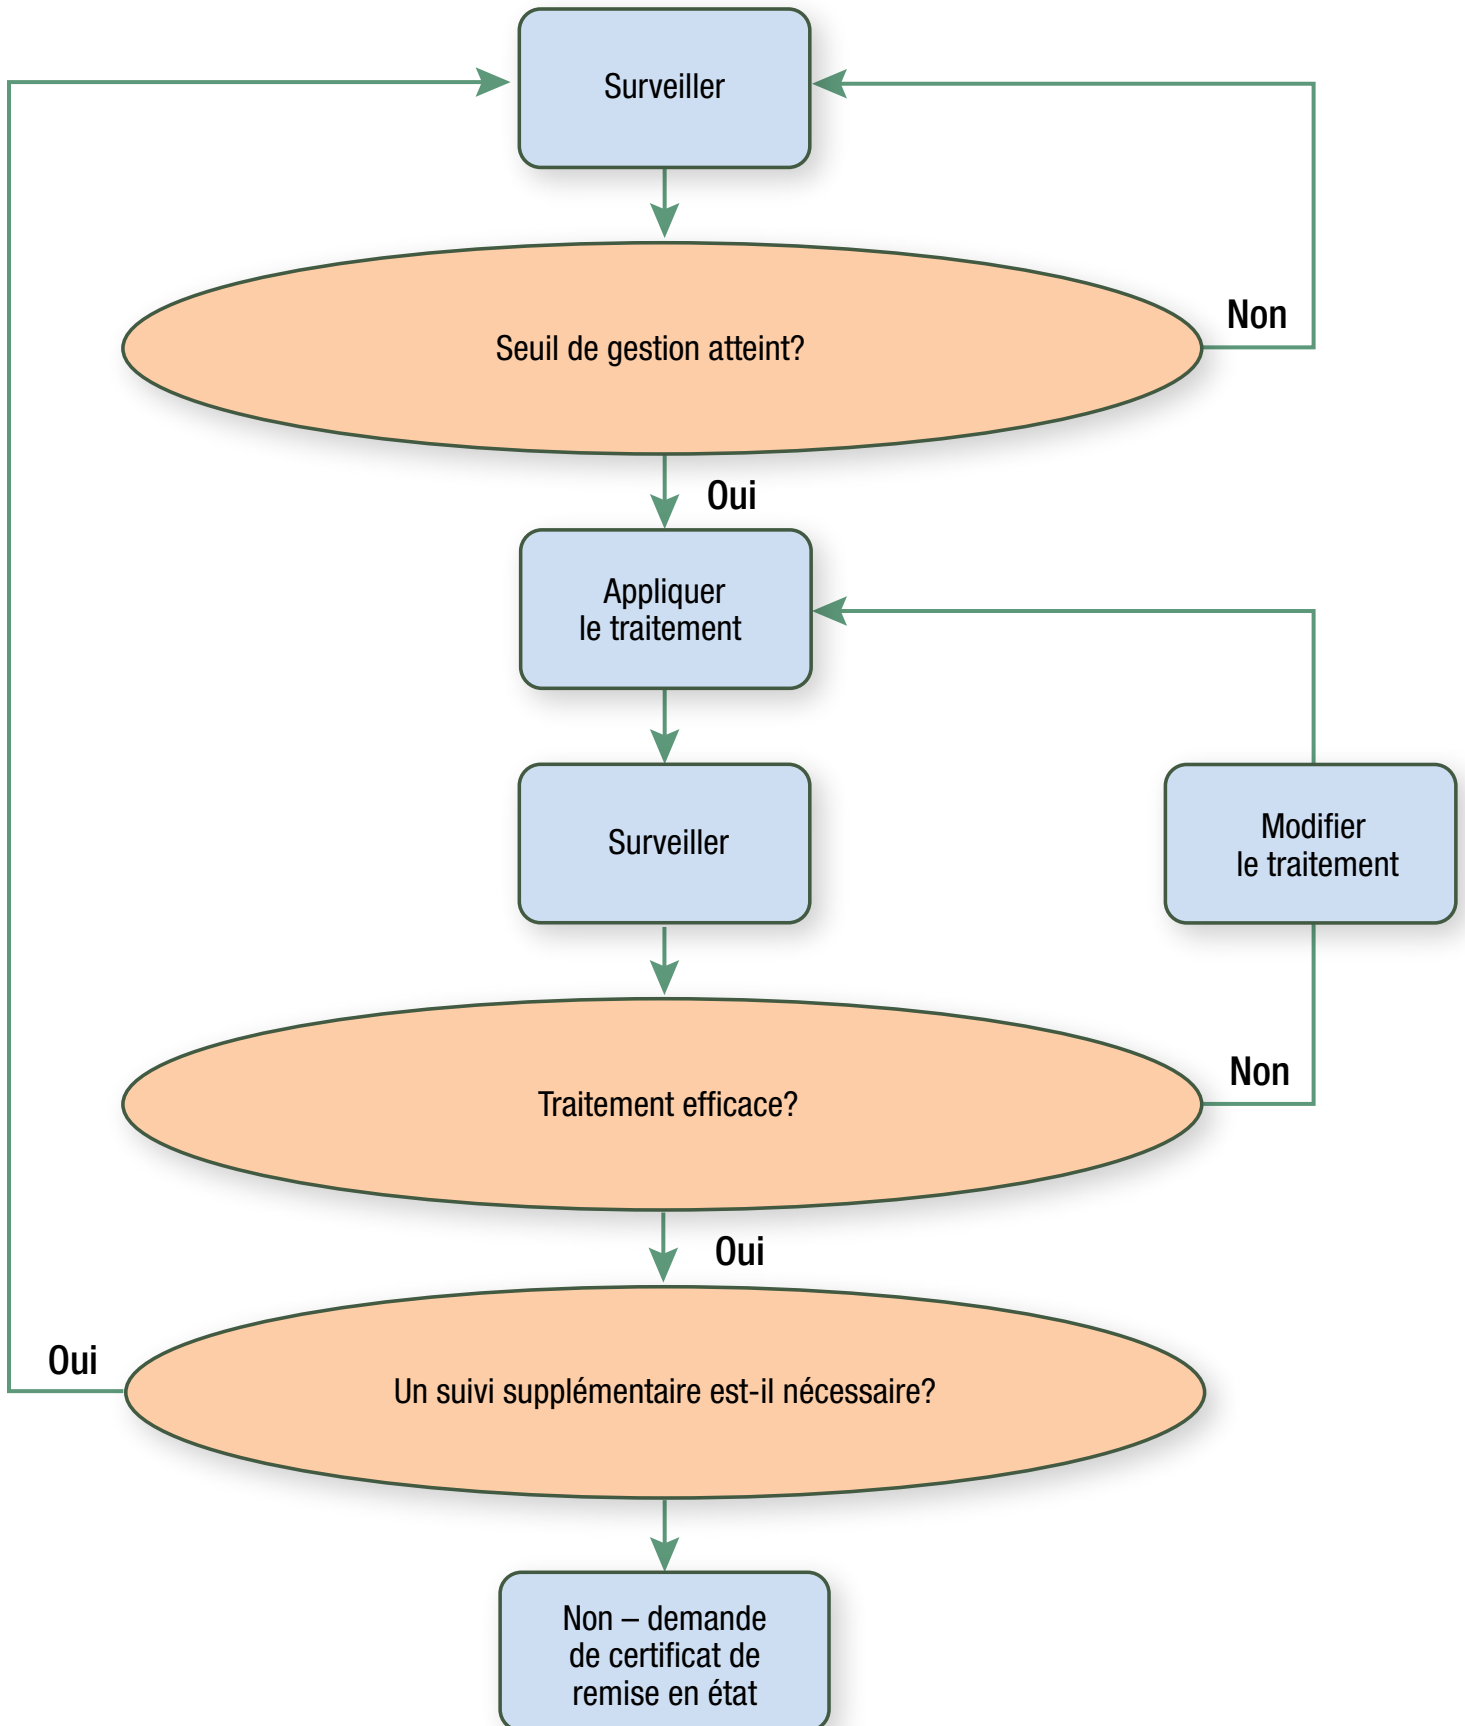 Surveiller
Seuil de gestion atteint?
Non
Oui
Appliquer
le traitement
Surveiller
Modifier
le traitement
Traitement efficace?
Non
Oui
Oui
Un suivi supplémentaire est-il nécessaire?
Non – demande
de certificat de
remise en état